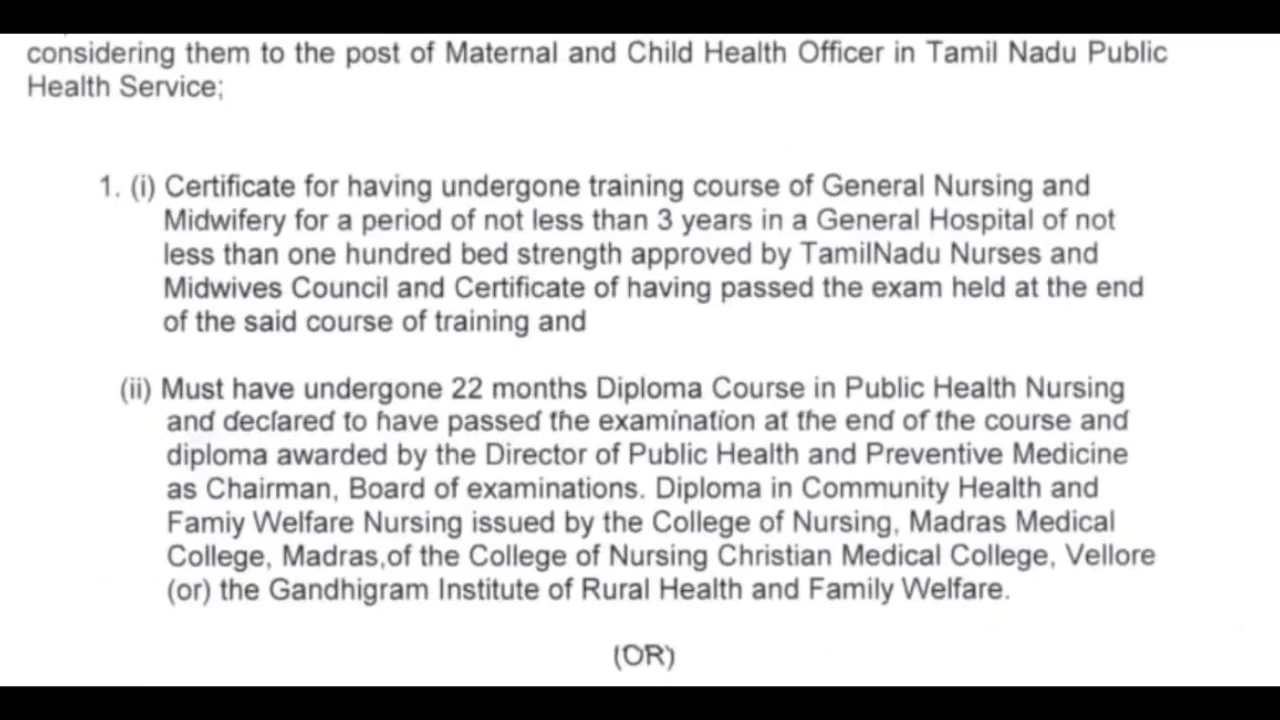 considering them to the post of Maternal and Child Health Officer in Tamil Nadu Public
Health Service;
1. (i) Certificate for having undergone training course of General Nursing and
Midwifery for a period of not less than 3 years in a General Hospital of not
less than one hundred bed strength approved by TamilNadu Nurses and
Midwives Council and Certificate of having passed the exam held at the end
of the said course of training and
(ii) Must have undergone 22 months Diploma Course in Public Health Nursing
and declared to have passed the examination at the end of the course and
diploma awarded by the Director of Public Health and Preventive Medicine
as Chairman, Board of examinations. Diploma in Community Health and
Famiy Welfare Nursing issued by the College of Nursing, Madras Medical
College, Madras,of the College of Nursing Christian Medical College, Vellore
(or) the Gandhigram Institute of Rural Health and Family Welfare.
(OR)